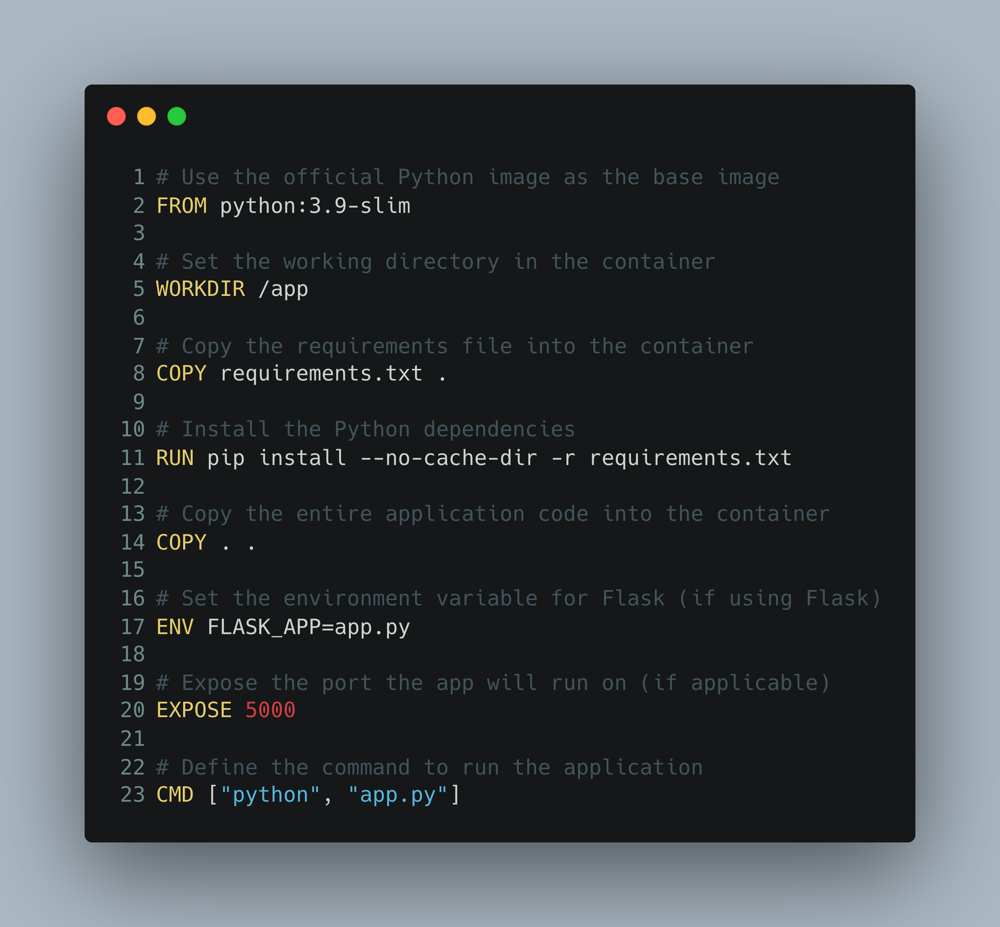 1 # Use the official Python image as the base image
2 FROM python:3.9-slim
3
4 # Set the working directory in the container
5 WORKDIR /app
6
7 # Copy the requirements file into the container
8 COPY requirements.txt .
9
10 # Install the Python dependencies
11 RUN pip install --no-cache-dir -r requirements.txt
12
13 # Copy the entire application code into the container
14 COPY . .
15
16 # Set the environment variable for Flask (if using Flask)
17 ENV FLASK_APP=app.py
18
19 # Expose the port the app will run on (if applicable)
20 EXPOSE 5000
21
22 # Define the command to run the application
23 CMD ["python", "app.py"]